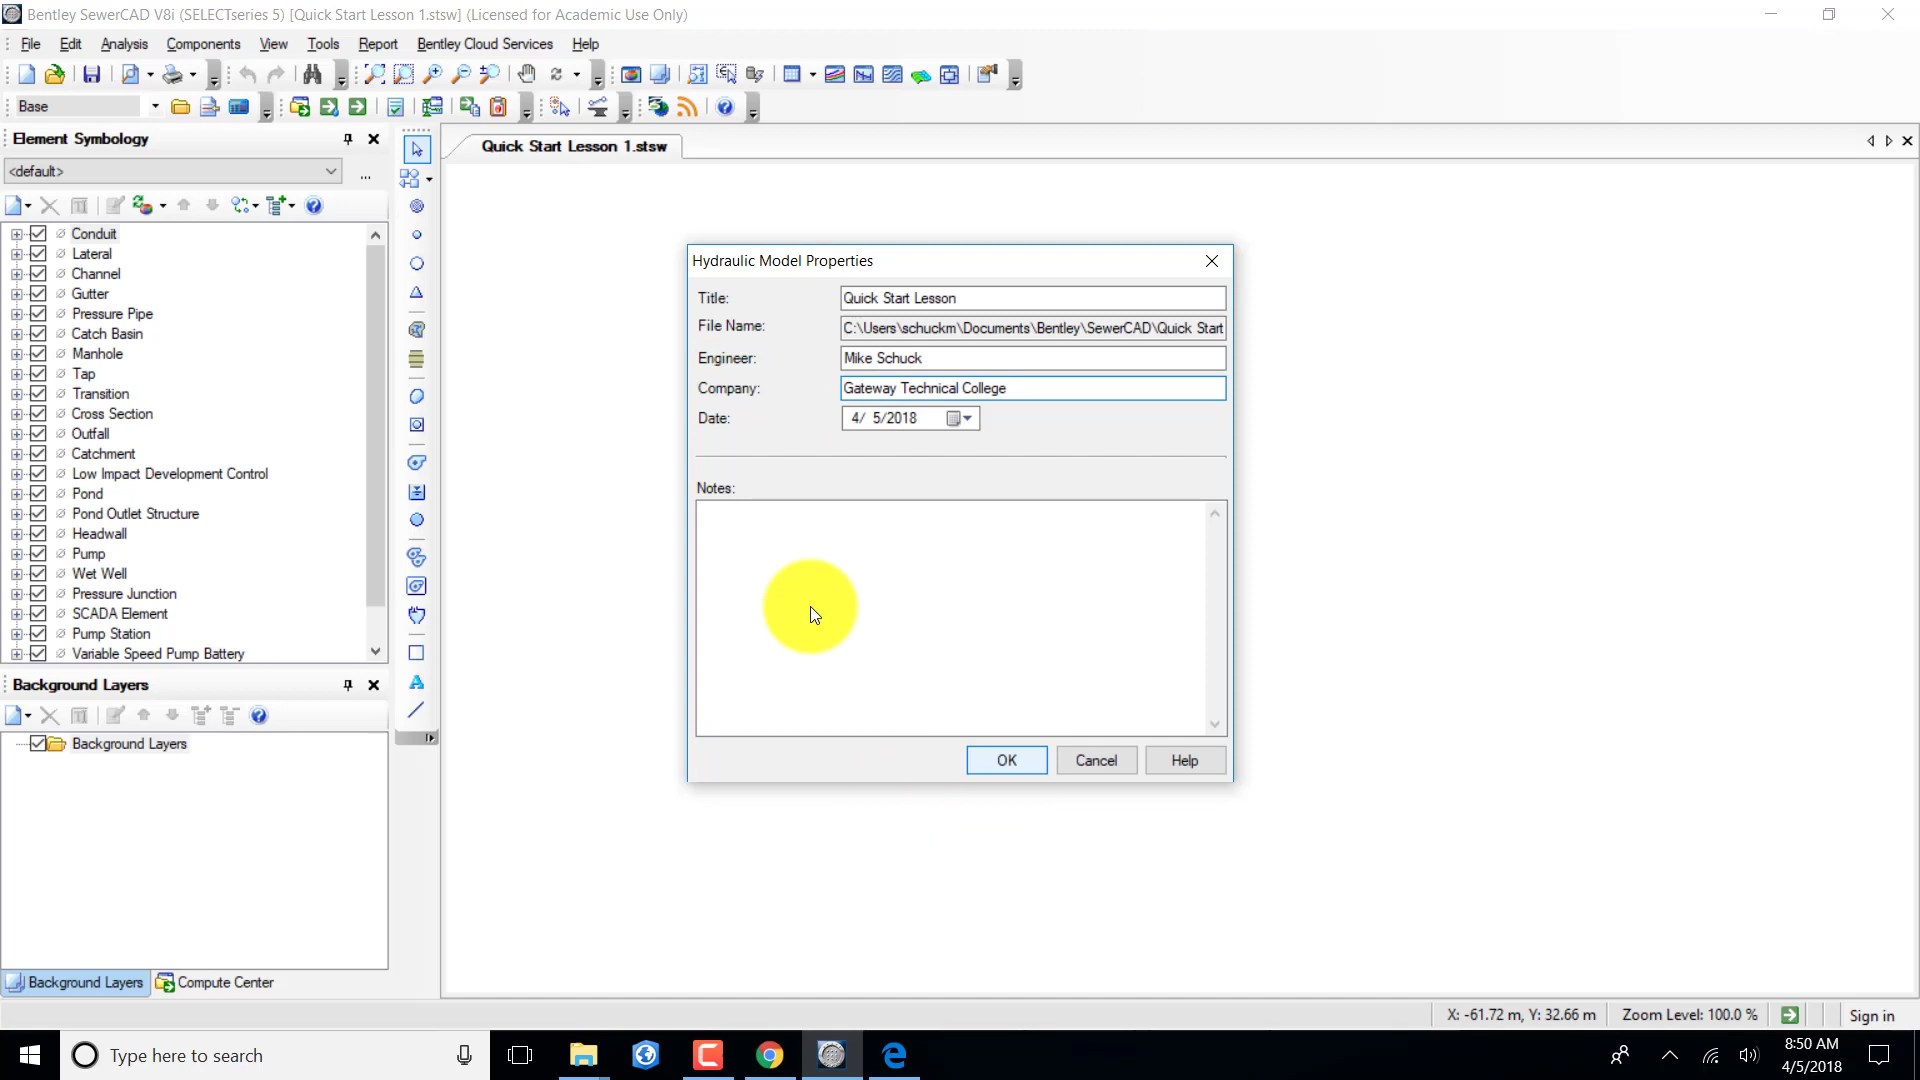 Bentley SewerCAD V8i (SELECTseries 5) [Quick Start Lesson 1.stsw] (Licensed for Academic Use Only)
File Edit Analysis Components View Tools Report Bentley Cloud Services Help
Base
Element Symbology
<default>
...
Conduit
Lateral
Channel
Gutter
Pressure Pipe
Catch Basin
Manhole
Tap
Transition
Cross Section
Outfall
Catchment
Low Impact Development Control
Pond
Pond Outlet Structure
Headwall
Pump
Wet Well
Pressure Junction
SCADA Element
Pump Station
Variable Speed Pump Battery
Background Layers
Background Layers
Background Layers Compute Center
Quick Start Lesson 1.stsw
Hydraulic Model Properties
Title: Quick Start Lesson
File Name: C:\Users\schuckm\Documents\Bentley\SewerCAD\Quick Start
Engineer: Mike Schuck
Company: Gateway Technical College
Date: 4/ 5/2018
Notes:
OK Cancel Help
X: -61.72 m, Y: 32.66 m Zoom Level: 100.0 % Sign in
Type here to search
8:50 AM
4/5/2018